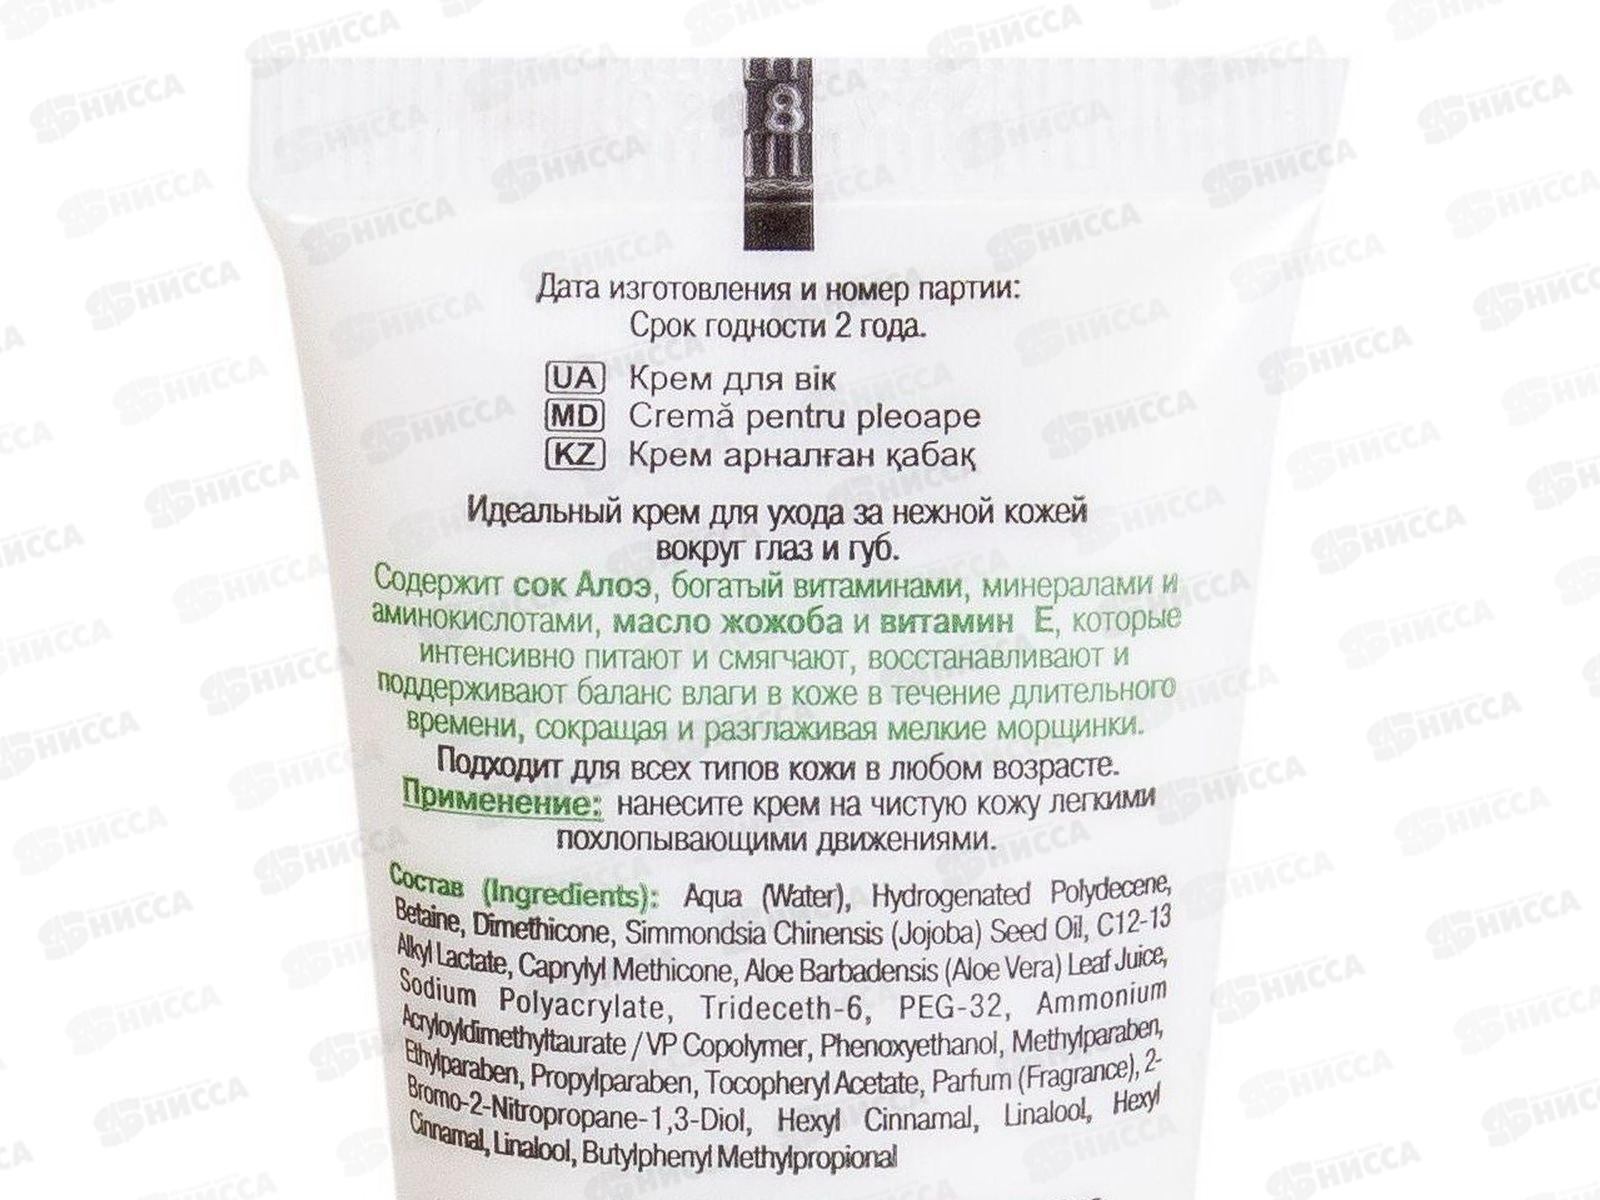 8
Дата изготовления и номер партии:
Срок годности 2 года.
UA Крем для вік
MD Cremă pentru pleoape
KZ Крем арналған қабақ
Идеальный крем для ухода за нежной кожей
вокруг глаз и губ.
Содержит сок Алоэ, богатый витаминами, минералами и
аминокислотами, масло жожоба и витамин Е, которые
интенсивно питают и смягчают, восстанавливают и
поддерживают баланс влаги в коже в течение длительного
времени, сокращая и разглаживая мелкие морщинки.
Подходит для всех типов кожи в любом возрасте.
Применение: нанесите крем на чистую кожу легкими
похлопывающими движениями.
Состав (Ingredients): Aqua (Water), Hydrogenated Polydecene,
Betaine, Dimethicone, Simmondsia Chinensis (Jojoba) Seed Oil, C12-13
Alkyl Lactate, Caprylyl Methicone, Aloe Barbadensis (Aloe Vera) Leaf Juice,
Sodium Polyacrylate, Trideceth-6, PEG-32, Ammonium
Acryloyldimethyltaurate / VP Copolymer, Phenoxyethanol, Methylparaben,
Ethylparaben, Propylparaben, Tocopheryl Acetate, Parfum (Fragrance), 2-
Bromo-2-Nitropropane-1,3-Diol, Hexyl Cinnamal, Linalool, Hexyl
Cinnamal, Linalool, Butylphenyl Methylpropional
НИССА